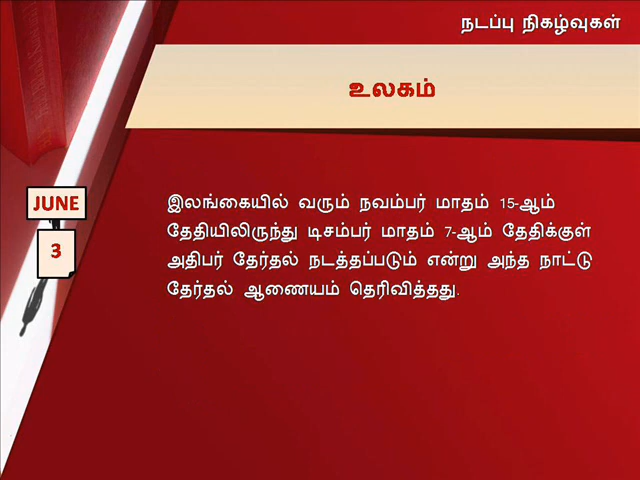 நடப்பு நிகழ்வுகள்
உலகம்
JUNE
3
இலங்கையில் வரும் நவம்பர் மாதம் 15-ஆம்
தேதியிலிருந்து டிசம்பர் மாதம் 7-ஆம் தேதிக்குள்
அதிபர் தேர்தல் நடத்தப்படும் என்று அந்த நாட்டு
தேர்தல் ஆணையம் தெரிவித்தது.